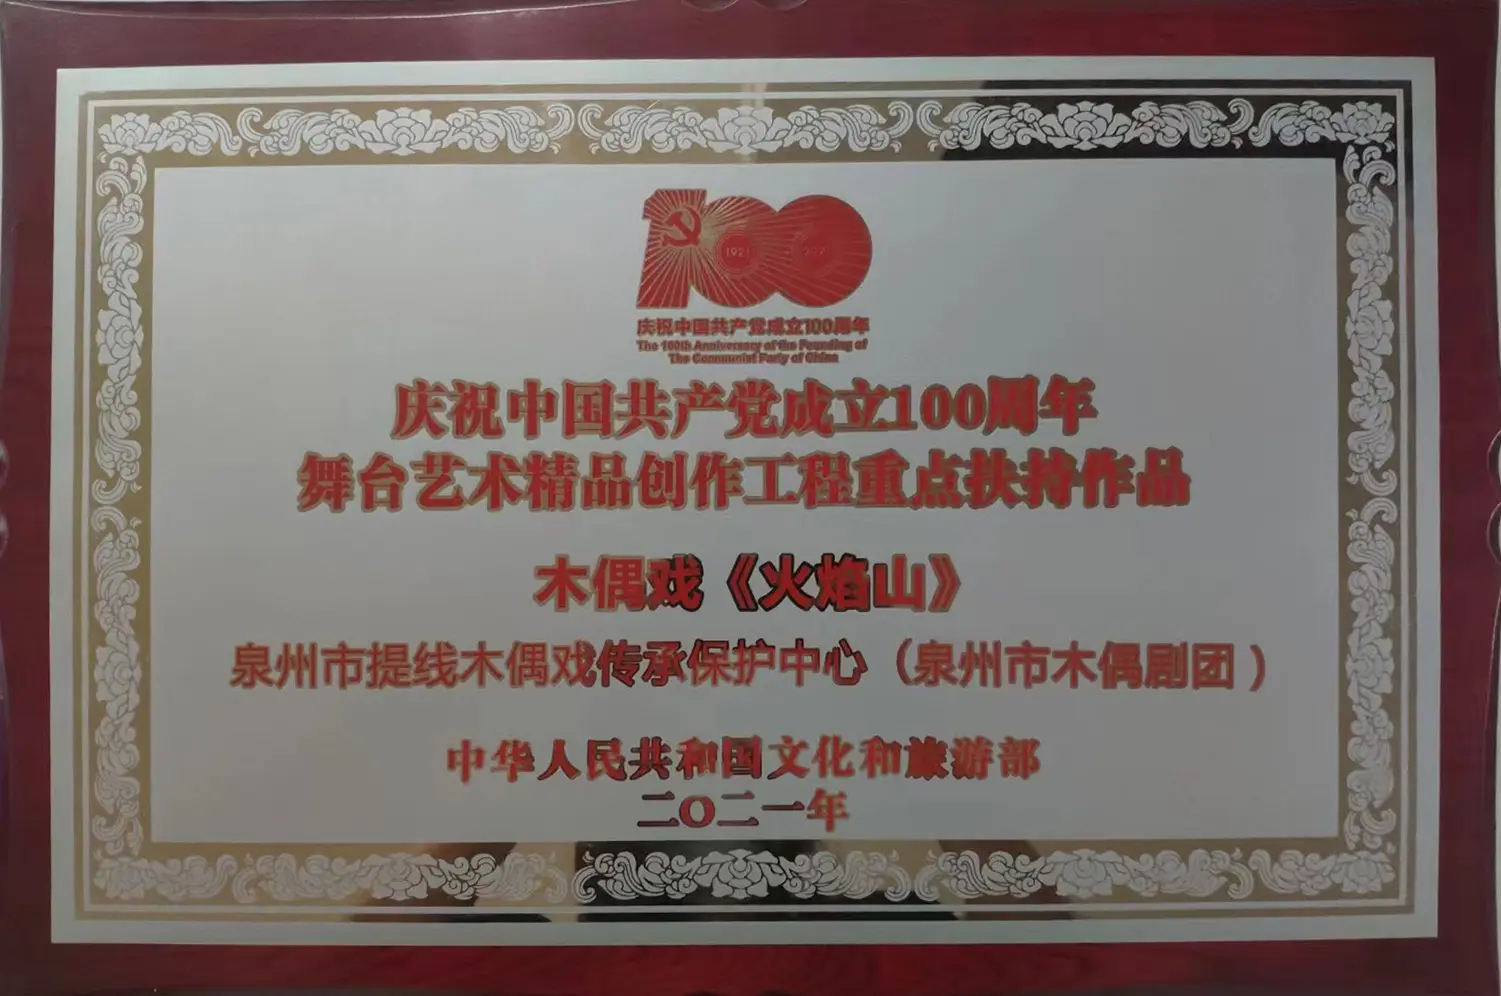 1921
庆祝中国共产党成立100周年
The 100th Anniversary of the Founding of
The Communist Party of China
庆祝中国共产党成立100周年
舞台艺术精品创作工程重点扶持作品
木偶戏《火焰山》
泉州市提线木偶戏传承保护中心（泉州市木偶剧团）
中华人民共和国文化和旅游部
二〇二一年